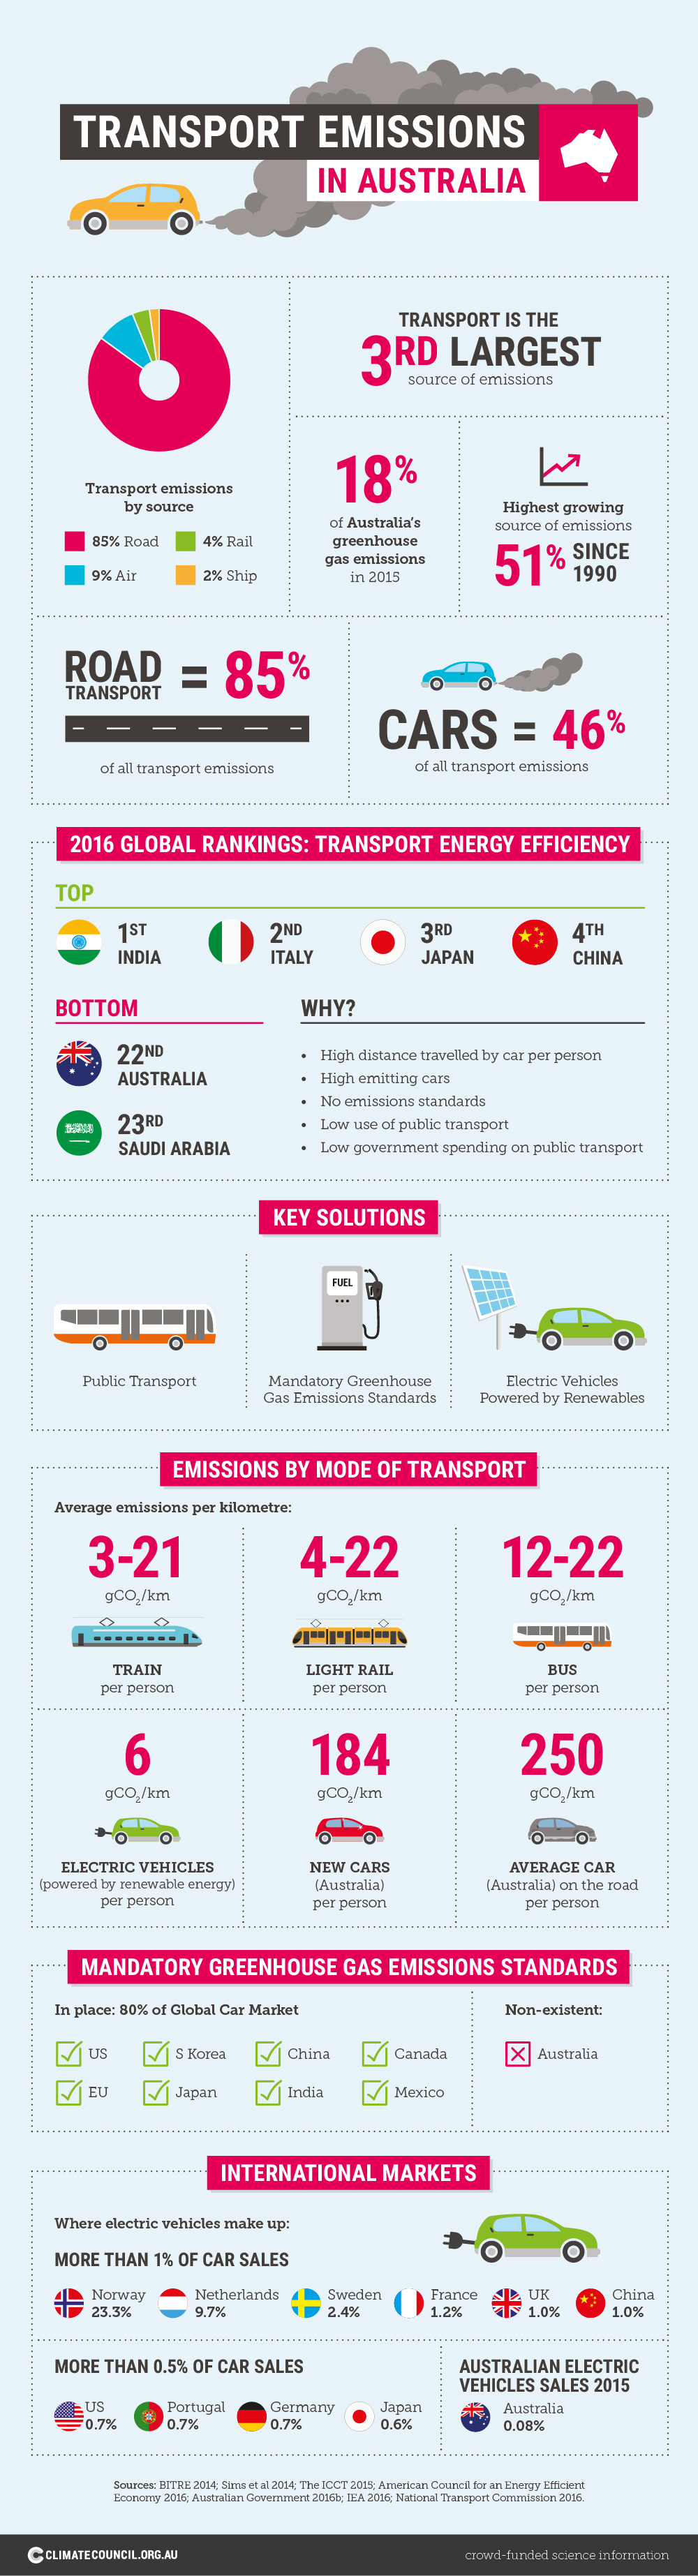 TRANSPORT EMISSIONS
IN AUSTRALIA
Transport emissions
by source
85% Road
4% Rail
9% Air
2% Ship
TRANSPORT IS THE
3RD LARGEST
source of emissions
18%
of Australia's
greenhouse
gas emissions
in 2015
Highest growing
source of emissions
51% SINCE
1990
ROAD
TRANSPORT
= 85%
of all transport emissions
CARS = 46%
of all transport emissions
2016 GLOBAL RANKINGS: TRANSPORT ENERGY EFFICIENCY
TOP
1ST
INDIA
2ND
ITALY
3RD
JAPAN
4TH
CHINA
BOTTOM
22ND
AUSTRALIA
23RD
SAUDI ARABIA
WHY?
• High distance travelled by car per person
• High emitting cars
• No emissions standards
• Low use of public transport
• Low government spending on public transport
KEY SOLUTIONS
Public Transport
FUEL
Mandatory Greenhouse
Gas Emissions Standards
Electric Vehicles
Powered by Renewables
EMISSIONS BY MODE OF TRANSPORT
Average emissions per kilometre:
3-21
gCO₂/km
TRAIN
per person
4-22
gCO₂/km
LIGHT RAIL
per person
12-22
gCO₂/km
BUS
per person
6
gCO₂/km
ELECTRIC VEHICLES
(powered by renewable energy)
per person
184
gCO₂/km
NEW CARS
(Australia)
per person
250
gCO₂/km
AVERAGE CAR
(Australia) on the road
per person
MANDATORY GREENHOUSE GAS EMISSIONS STANDARDS
In place: 80% of Global Car Market
US
S Korea
China
Canada
EU
Japan
India
Mexico
Non-existent:
Australia
INTERNATIONAL MARKETS
Where electric vehicles make up:
MORE THAN 1% OF CAR SALES
Norway
23.3%
Netherlands
9.7%
Sweden
2.4%
France
1.2%
UK
1.0%
China
1.0%
MORE THAN 0.5% OF CAR SALES
US
0.7%
Portugal
0.7%
Germany
0.7%
Japan
0.6%
AUSTRALIAN ELECTRIC
VEHICLES SALES 2015
Australia
0.08%
Sources: BITRE 2014; Sims et al 2014; The ICCT 2015; American Council for an Energy Efficient
Economy 2016; Australian Government 2016b; IEA 2016; National Transport Commission 2016.
CLIMATECOUNCIL.ORG.AU
crowd-funded science information